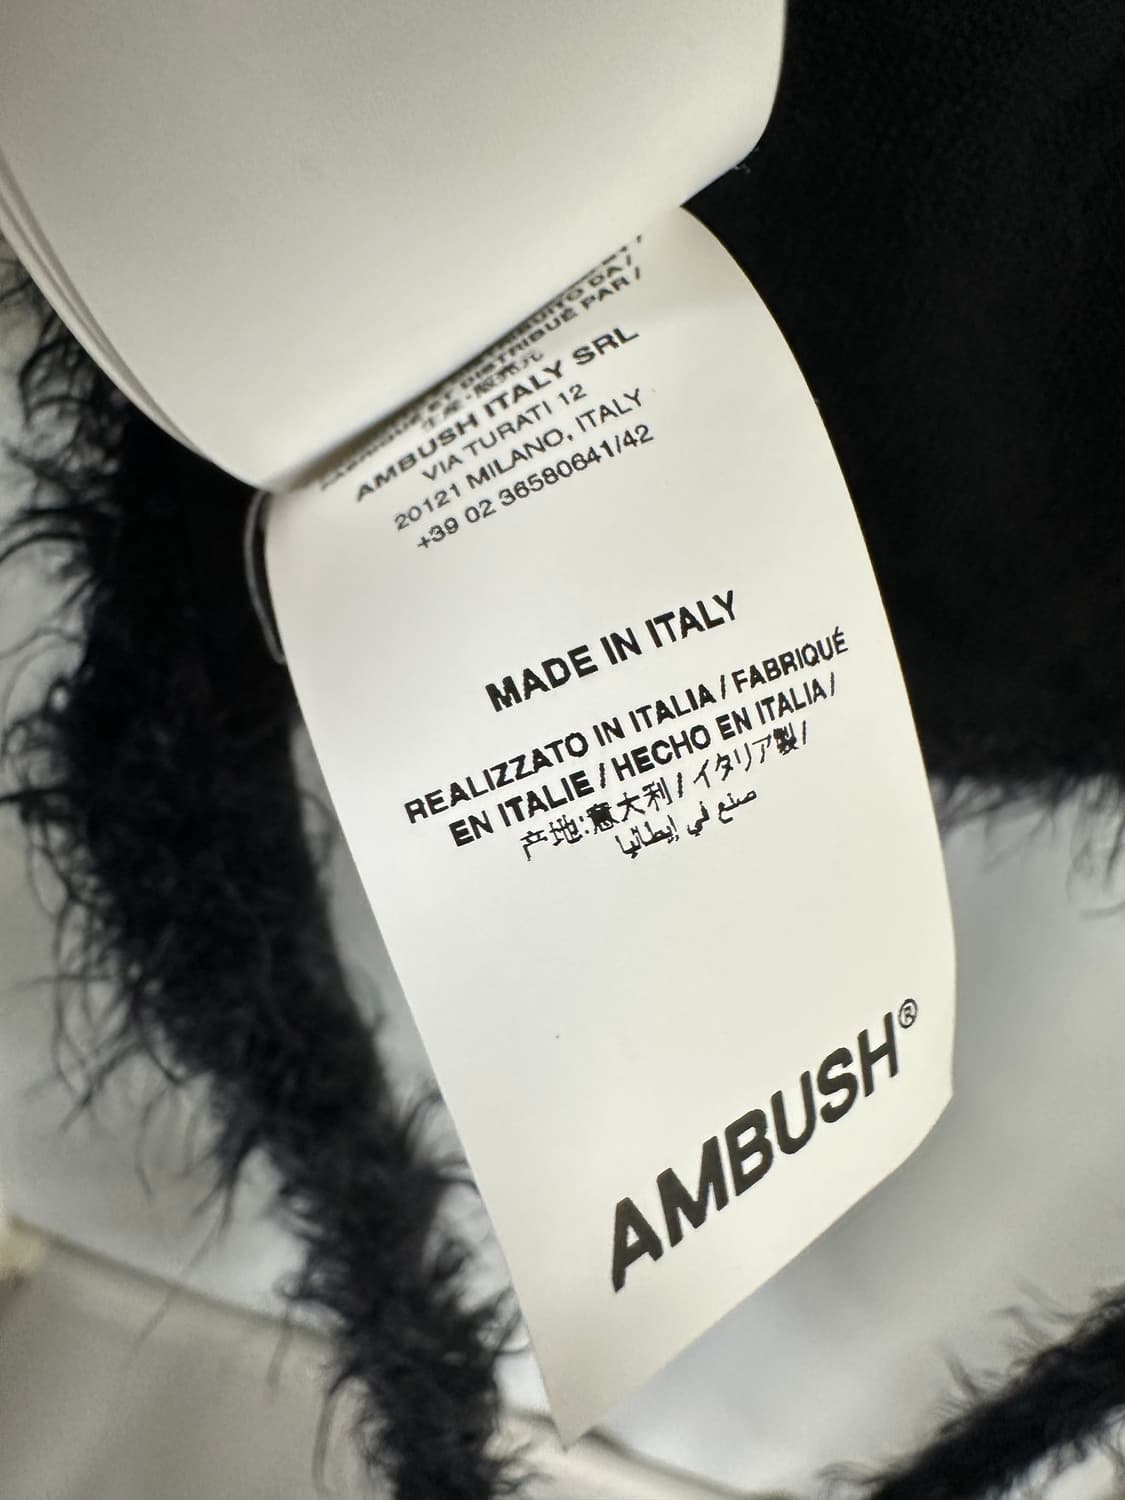 DISTRIBUÉ PAR /
AMBUSH ITALY SRL
VIA TURATI 12
20121 MILANO, ITALY
+39 02 36580641/42
MADE IN ITALY
REALIZZATO IN ITALIA / FABRIQUÉ
EN ITALIE / HECHO EN ITALIA /
产地:意大利 / イタリア製 /
صنع في إيطاليا
AMBUSH®